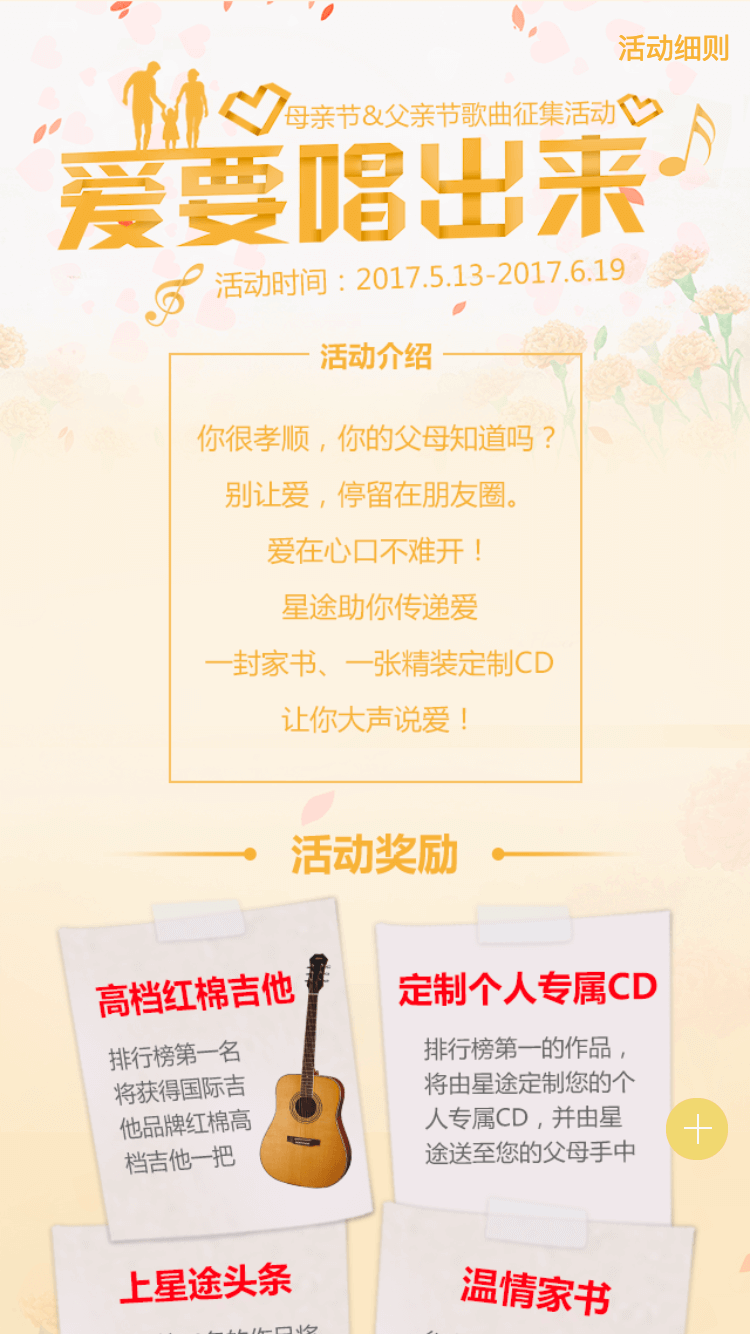 活动细则
母亲节&父亲节歌曲征集活动
爱要唱出来
活动时间：2017.5.13-2017.6.19
活动介绍
你很孝顺，你的父母知道吗？
别让爱，停留在朋友圈。
爱在心口不难开！
星途助你传递爱
一封家书、一张精装定制CD
让你大声说爱！
活动奖励
高档红棉吉他
排行榜第一名
将获得国际吉
他品牌红棉高
档吉他一把
定制个人专属CD
排行榜第一的作品，
将由星途定制您的个
人专属CD，并由星
途送至您的父母手中
上星途头条
温情家书